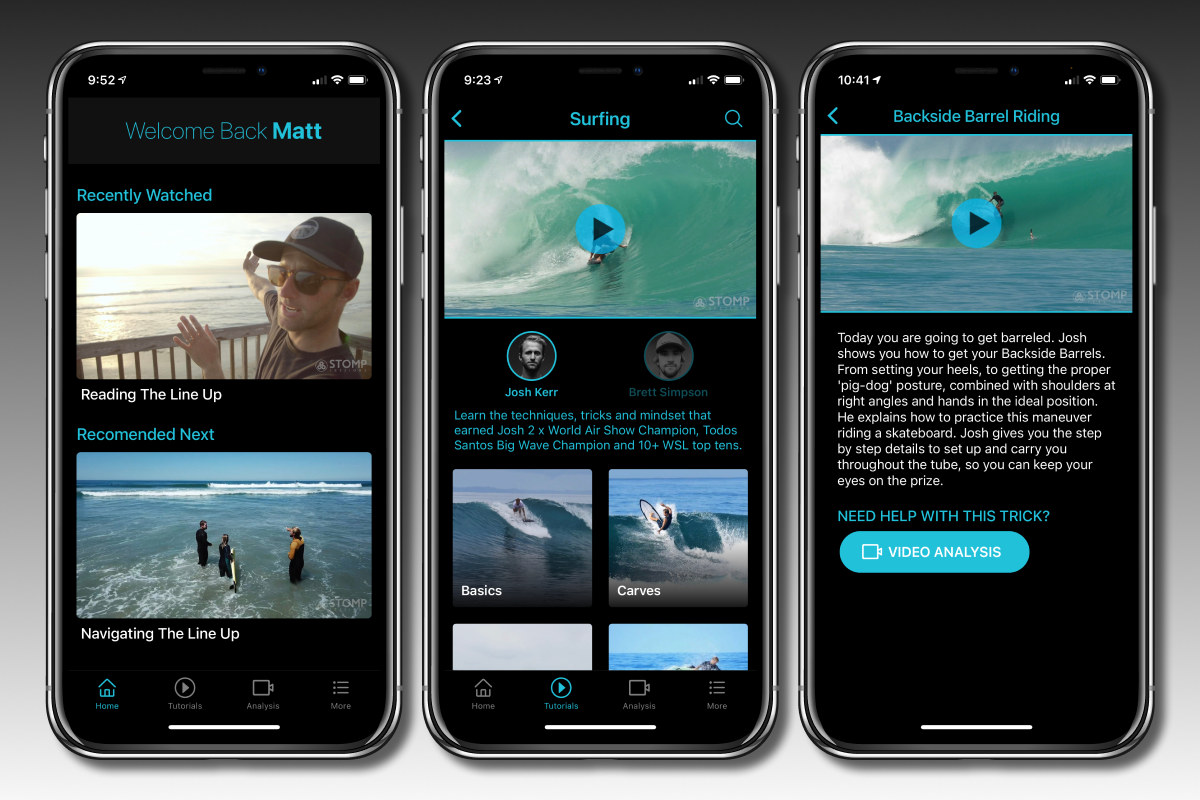 9:52
Welcome Back Matt
Recently Watched
STOMP
Reading The Line Up
Recomended Next
STOMP
Navigating The Line Up
Home
Tutorials
Analysis
More
9:23
Surfing
STOMP
Josh Kerr
Brett Simpson
Learn the techniques, tricks and mindset that
earned Josh 2 x World Air Show Champion, Todos
Santos Big Wave Champion and 10+ WSL top tens.
Basics
Carves
Home
Tutorials
Analysis
More
10:41
Backside Barrel Riding
STOMP
Today you are going to get barreled. Josh
shows you how to get your Backside Barrels.
From setting your heels, to getting the proper
'pig-dog' posture, combined with shoulders at
right angles and hands in the ideal position.
He explains how to practice this maneuver
riding a skateboard. Josh gives you the step
by step details to set up and carry you
throughout the tube, so you can keep your
eyes on the prize.
NEED HELP WITH THIS TRICK?
VIDEO ANALYSIS